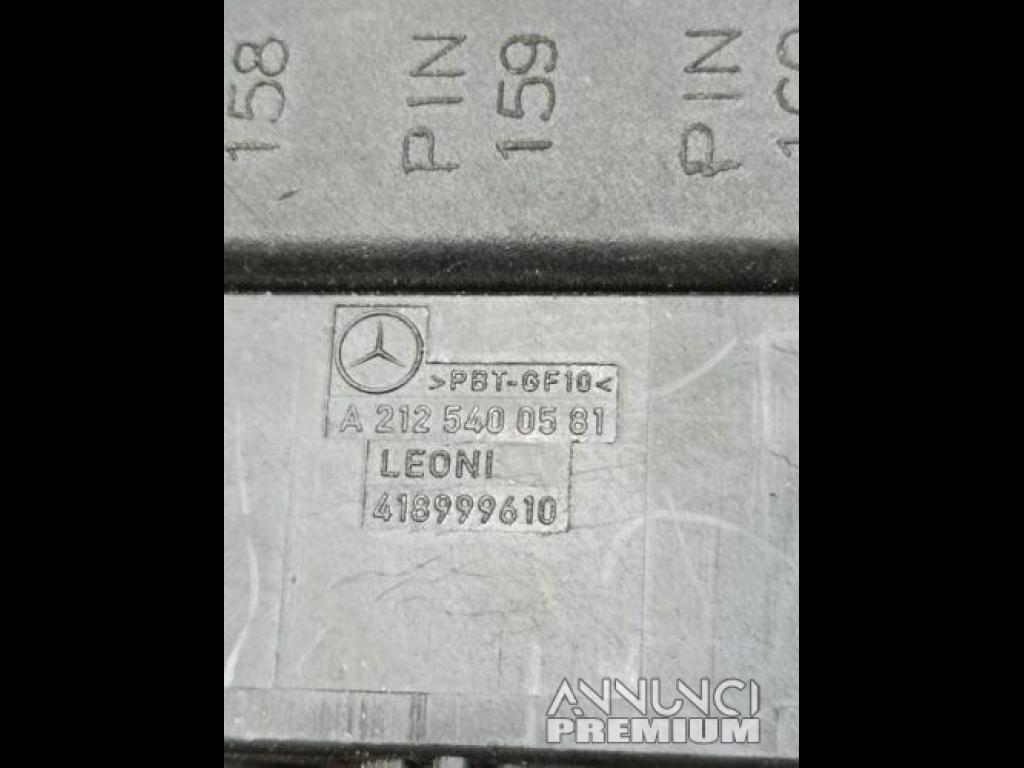 158 PIN 159 PIN
>PBT-GF10<
A 212 540 05 81
LEONI
418999610
ANNUNCI
PREMIUM